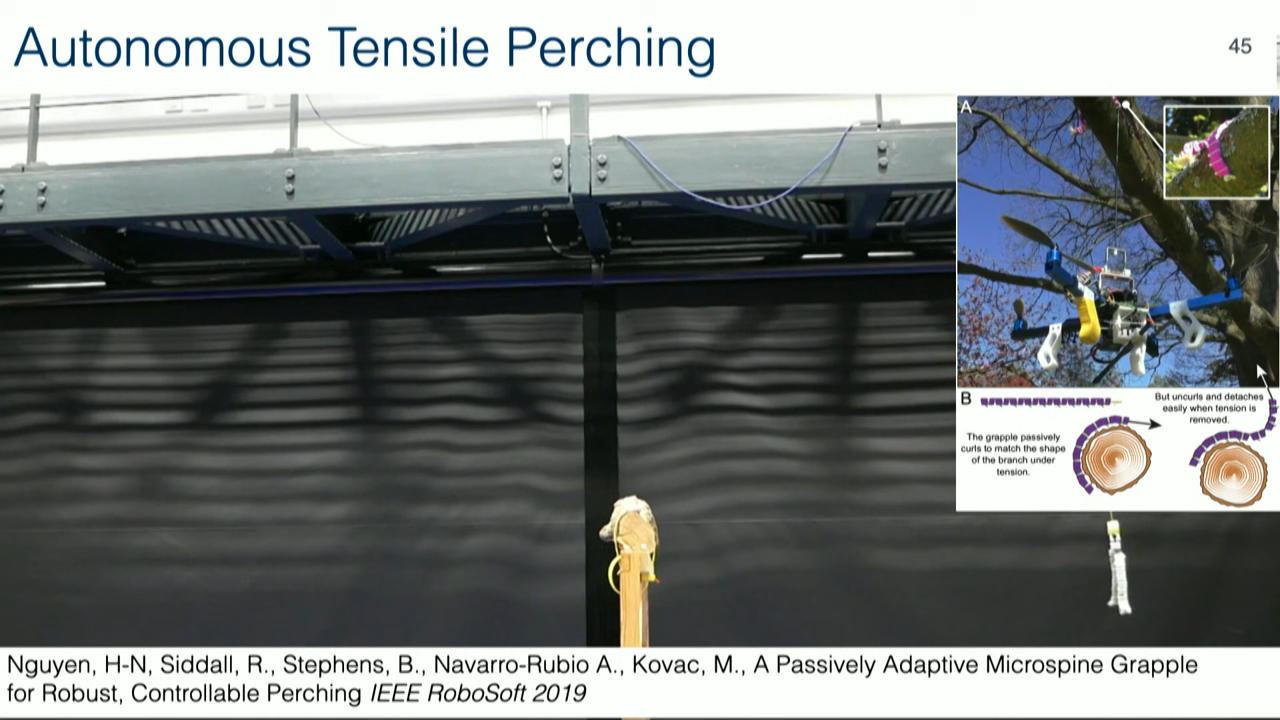 Autonomous Tensile Perching
45
A
B
But uncurls and detaches
easily when tension is
removed.
The grapple passively
curls to match the shape
of the branch under
tension.
Nguyen, H-N, Siddall, R., Stephens, B., Navarro-Rubio A., Kovac, M., A Passively Adaptive Microspine Grapple
for Robust, Controllable Perching IEEE RoboSoft 2019